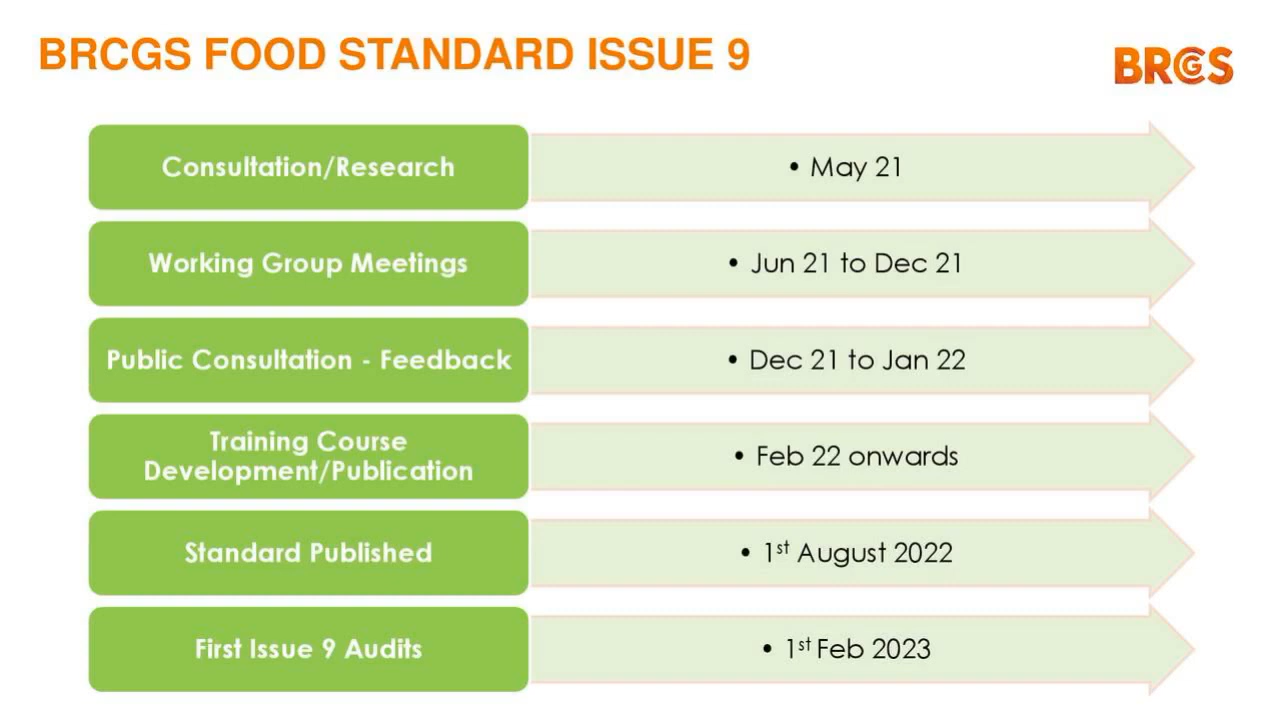 BRCGS FOOD STANDARD ISSUE 9
BRCGS
Consultation/Research
• May 21
Working Group Meetings
• Jun 21 to Dec 21
Public Consultation - Feedback
• Dec 21 to Jan 22
Training Course
Development/Publication
• Feb 22 onwards
Standard Published
• 1st August 2022
First Issue 9 Audits
• 1st Feb 2023